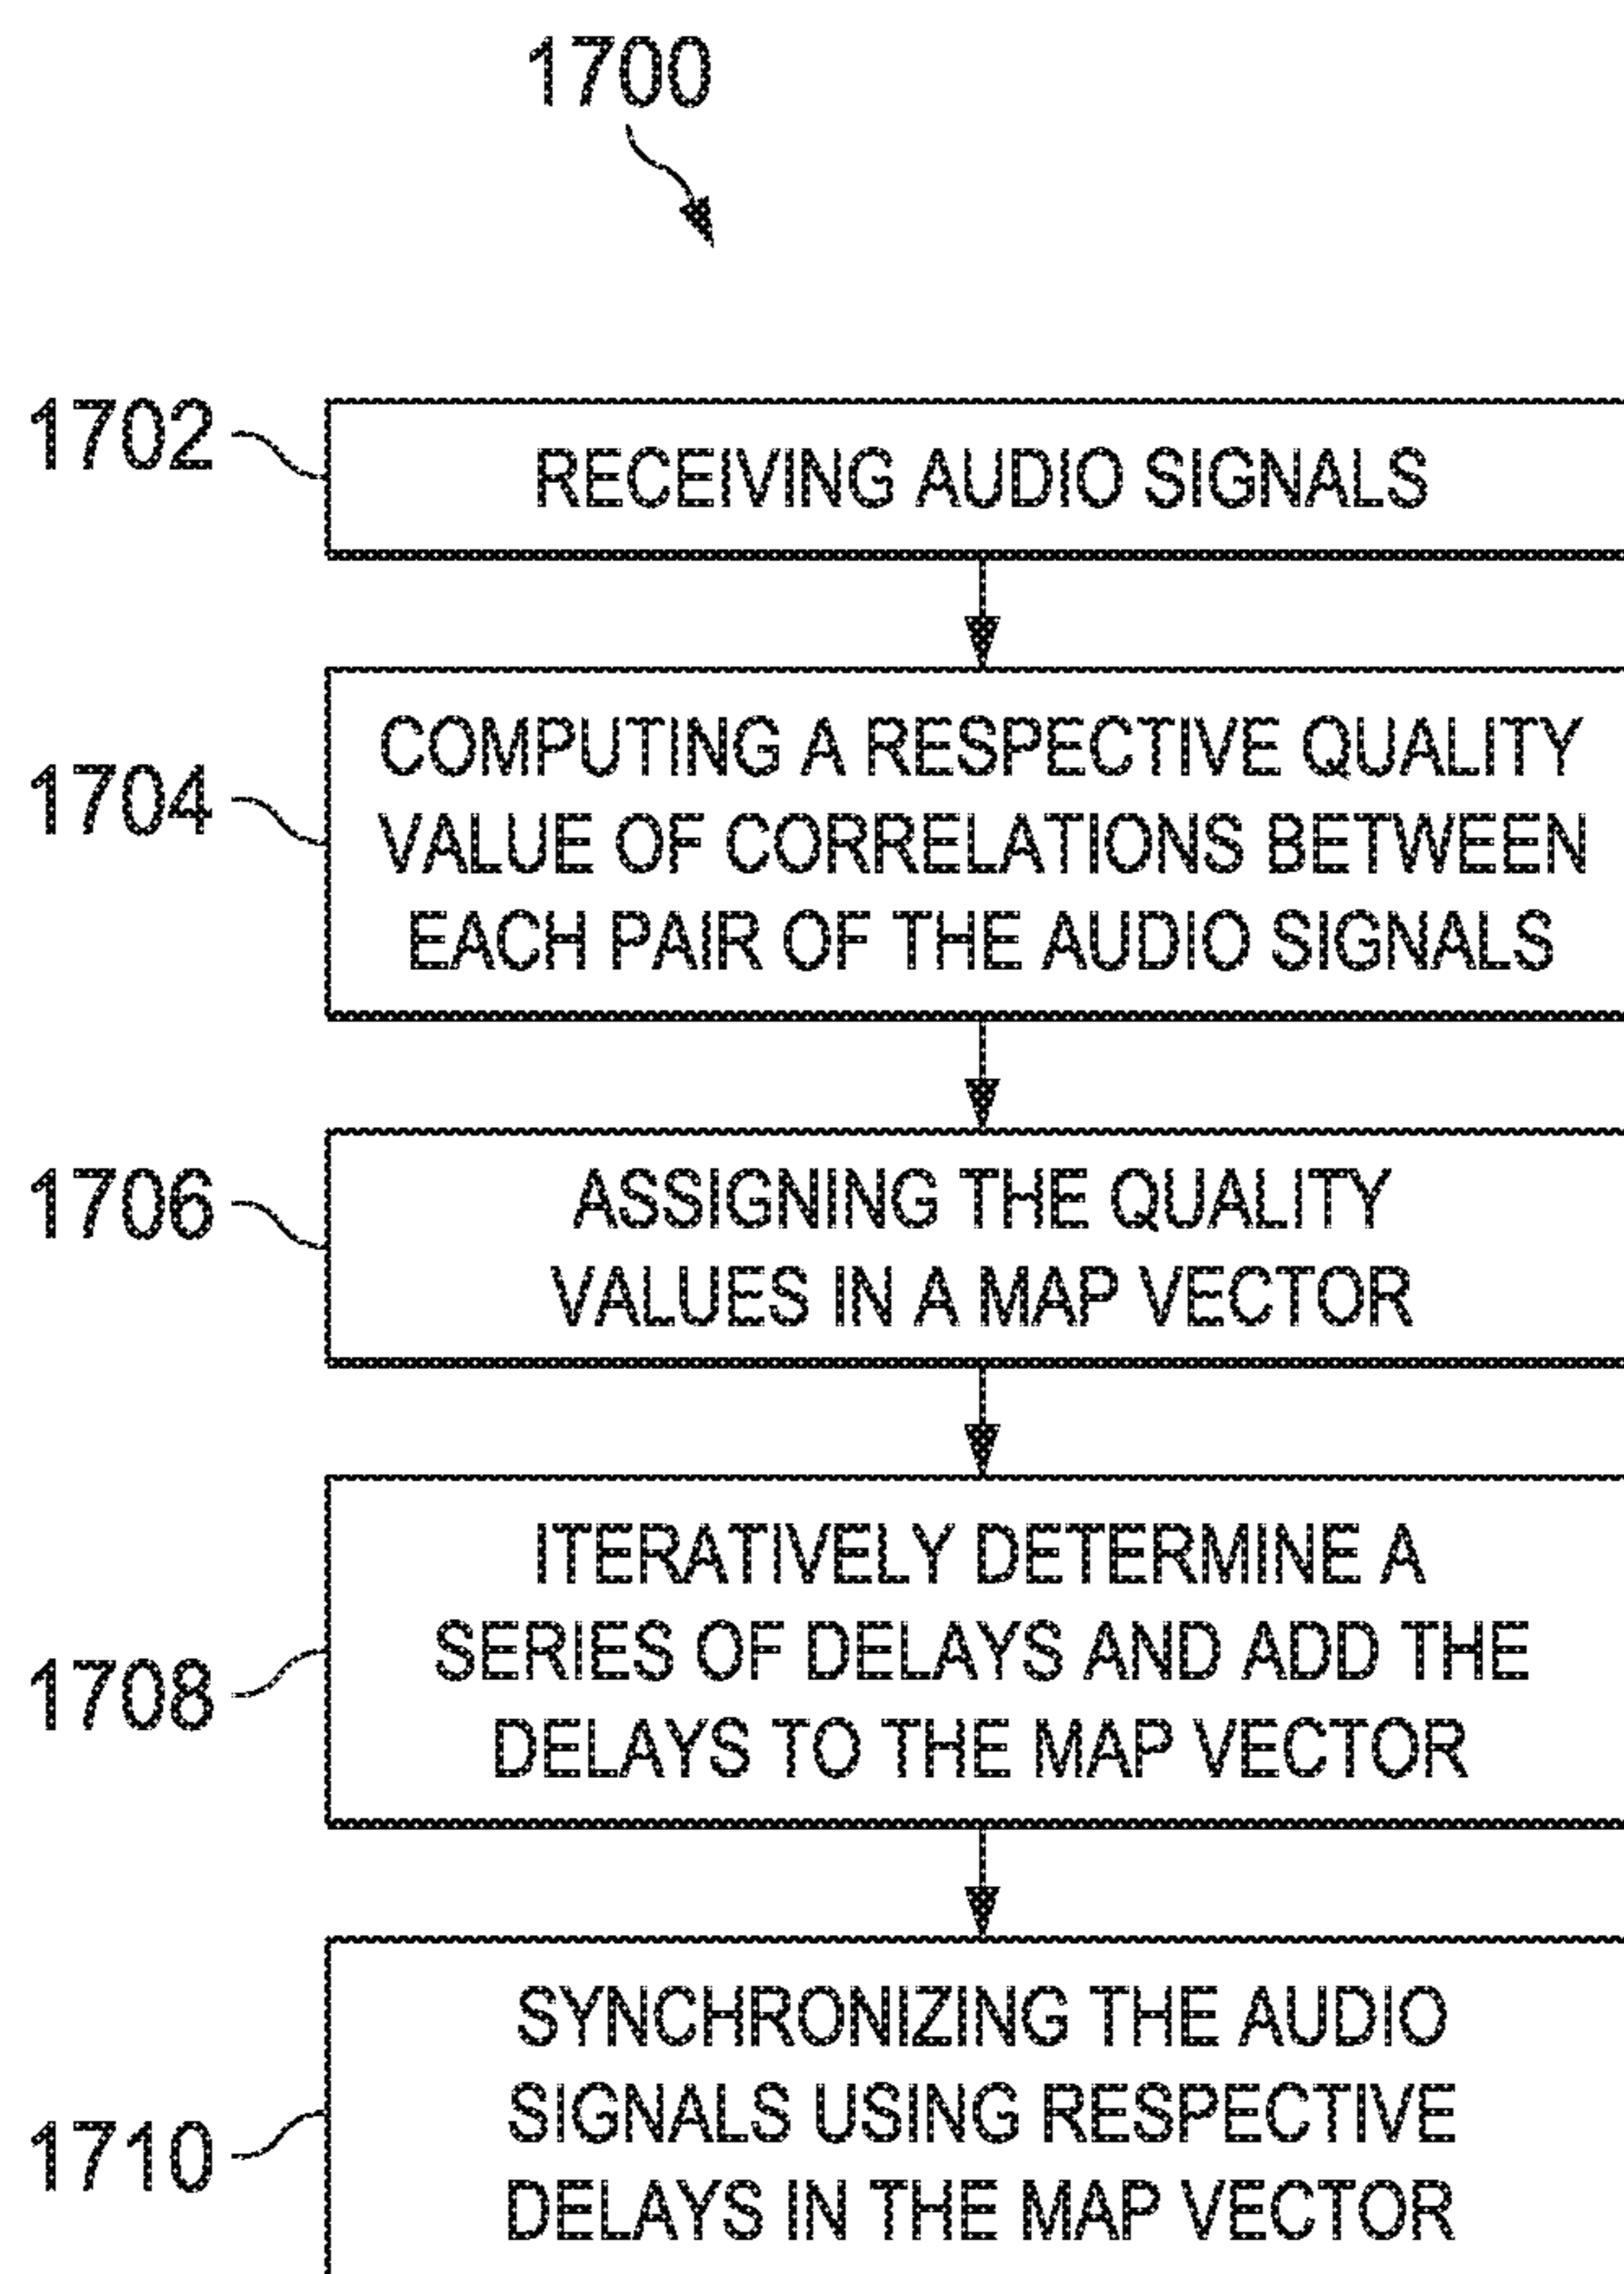 1700
1702
RECEIVING AUDIO SIGNALS
1704
COMPUTING A RESPECTIVE QUALITY
VALUE OF CORRELATIONS BETWEEN
EACH PAIR OF THE AUDIO SIGNALS
1706
ASSIGNING THE QUALITY
VALUES IN A MAP VECTOR
1708
ITERATIVELY DETERMINE A
SERIES OF DELAYS AND ADD THE
DELAYS TO THE MAP VECTOR
1710
SYNCHRONIZING THE AUDIO
SIGNALS USING RESPECTIVE
DELAYS IN THE MAP VECTOR